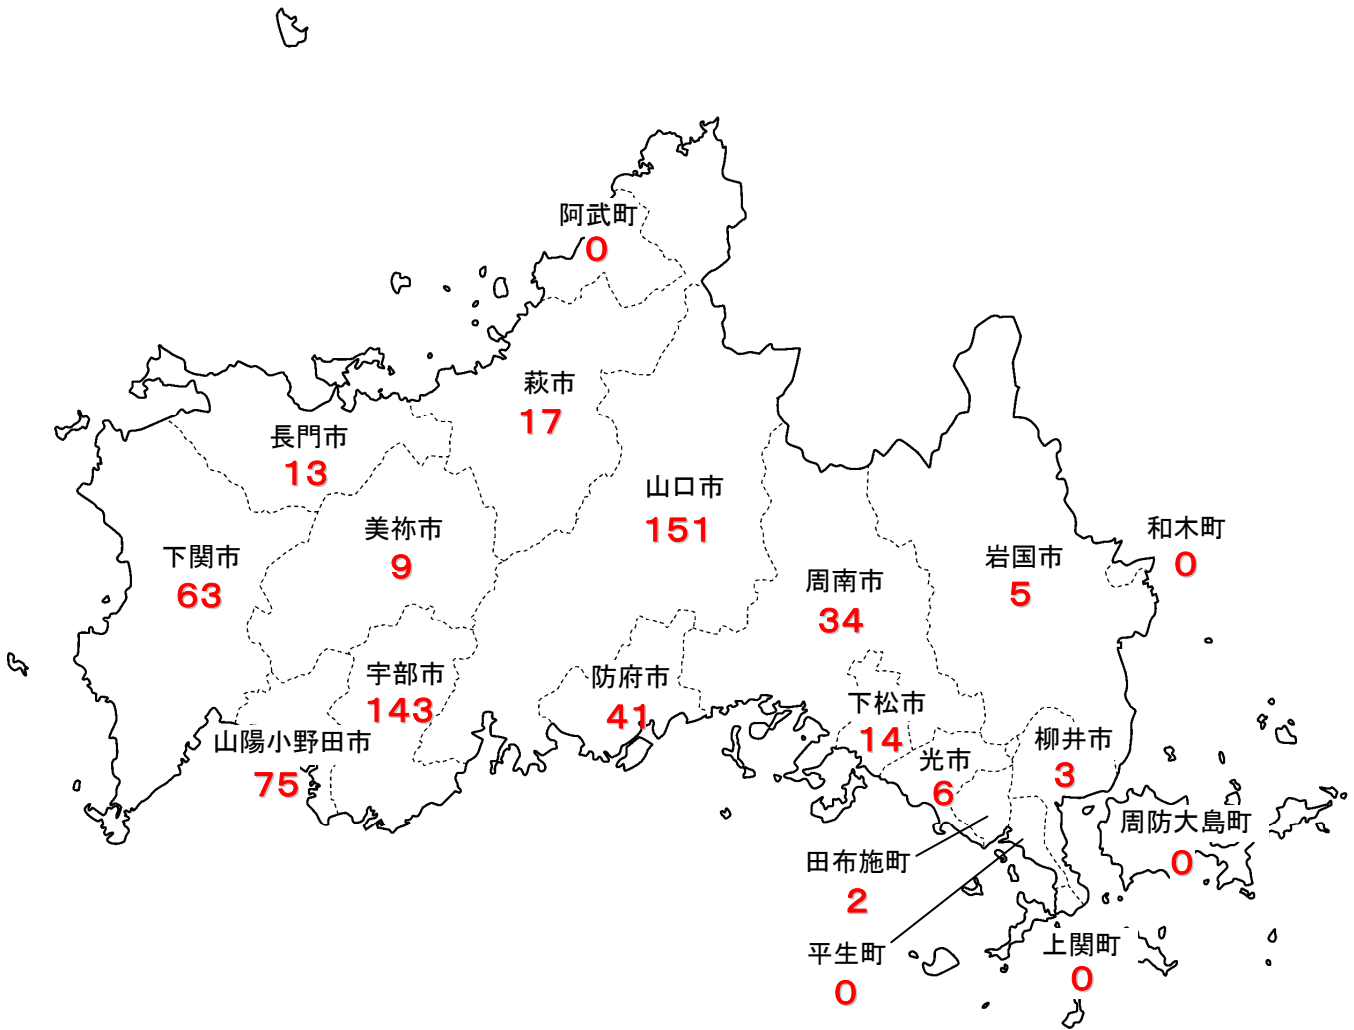 阿武町
0
萩市
17
長門市
13
山口市
151
美祢市
9
下関市
63
和木町
0
岩国市
5
周南市
34
宇部市
143
防府市
41
下松市
14
山陽小野田市
75
光市
6
柳井市
3
周防大島町
0
田布施町
2
平生町
0
上関町
0